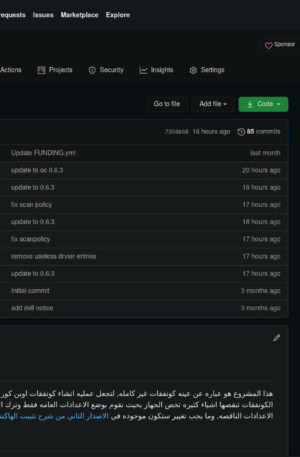 requests Issues Marketplace Explore
Sponsor
Actions Projects Security Insights Settings
Go to file Add file Code
7350668 16 hours ago 85 commits
Update FUNDING.yml last month
update to oc 0.6.3 20 hours ago
update to 0.6.3 16 hours ago
fix scan policy 17 hours ago
update to 0.6.3 18 hours ago
fix scanpolicy 17 hours ago
remove useless drvier entries 17 hours ago
update to 0.6.3 17 hours ago
Initial commit 3 months ago
add dell notice 3 months ago
هذا المشروع هو عباره عن عينه كونفقات غير كامله, لتجعل عمليه انشاء كونفقات اوبن كور
الكونفقات تنقصها اشياء كثيره تخص الجهاز بحيث نقوم بوضع الاعدادات العامه فقط وترك ا
الاعدادات الناقصه, وما يجب تغيير ستكون موجوده في الاصدار الثاني من شرح تثبيت الهاكنت